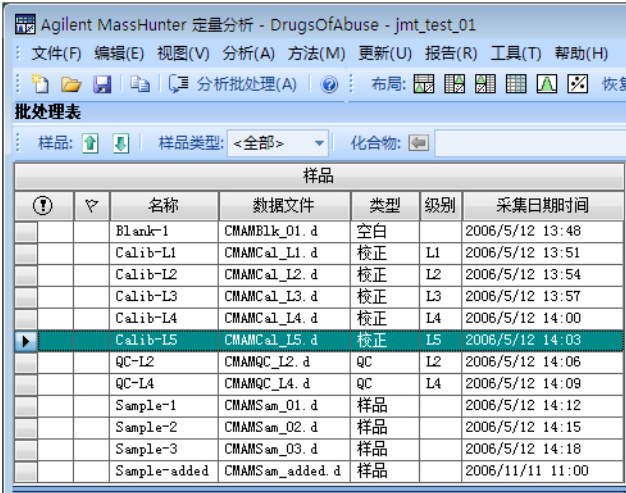 Agilent MassHunter 定量分析 - DrugsOfAbuse - jmt_test_01
文件(F) 编辑(E) 视图(V) 分析(A) 方法(M) 更新(U) 报告(R) 工具(T) 帮助(H)
分析批处理(A) 布局: 恢复
批处理表
样品: 样品类型: <全部> 化合物:
样品
名称 数据文件 类型 级别 采集日期时间
Blank-1 CMAMBlk_01.d 空白 2006/5/12 13:48
Calib-L1 CMAMCal_L1.d 校正 L1 2006/5/12 13:51
Calib-L2 CMAMCal_L2.d 校正 L2 2006/5/12 13:54
Calib-L3 CMAMCal_L3.d 校正 L3 2006/5/12 13:57
Calib-L4 CMAMCal_L4.d 校正 L4 2006/5/12 14:00
Calib-L5 CMAMCal_L5.d 校正 L5 2006/5/12 14:03
QC-L2 CMAMQC_L2.d QC L2 2006/5/12 14:06
QC-L4 CMAMQC_L4.d QC L4 2006/5/12 14:09
Sample-1 CMAMSam_01.d 样品 2006/5/12 14:12
Sample-2 CMAMSam_02.d 样品 2006/5/12 14:15
Sample-3 CMAMSam_03.d 样品 2006/5/12 14:18
Sample-added CMAMSam_added.d 样品 2006/11/11 11:00